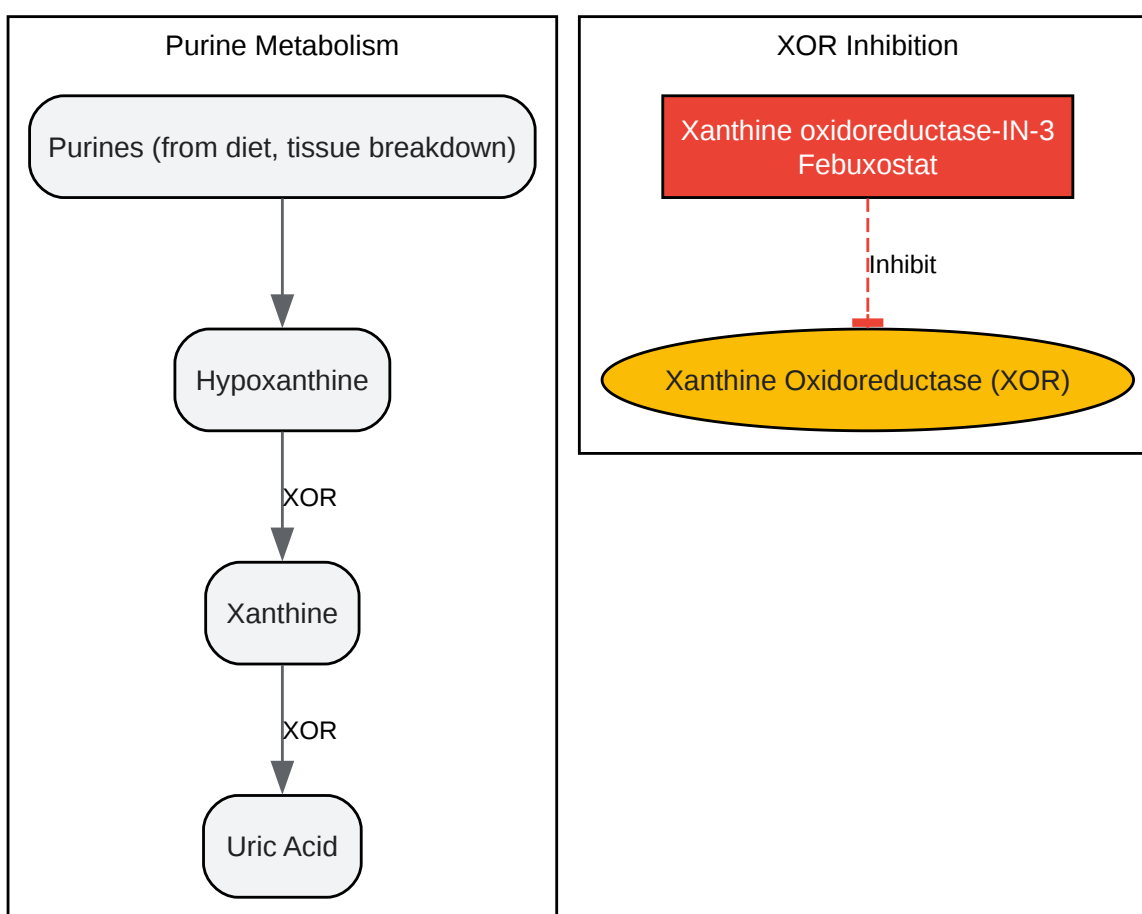 Purine Metabolism
Purines (from diet, tissue breakdown)
Hypoxanthine
XOR
Xanthine
XOR
Uric Acid
XOR Inhibition
Xanthine oxidoreductase-IN-3
Febuxostat
Inhibit
Xanthine Oxidoreductase (XOR)